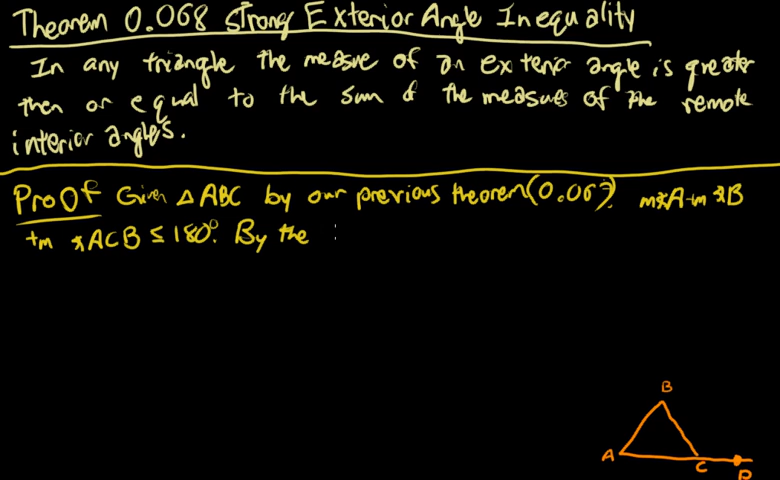 Theorem 0.068 Strong Exterior Angle Inequality
In any triangle the measure of an exterior angle is greater
then or equal to the sum of the measures of the remote
interior angles.
Proof Given △ABC by our previous theorem (0.067) m∡A+m∡B
+m ∡ACB ≤ 180°. By the
B
A
C
D